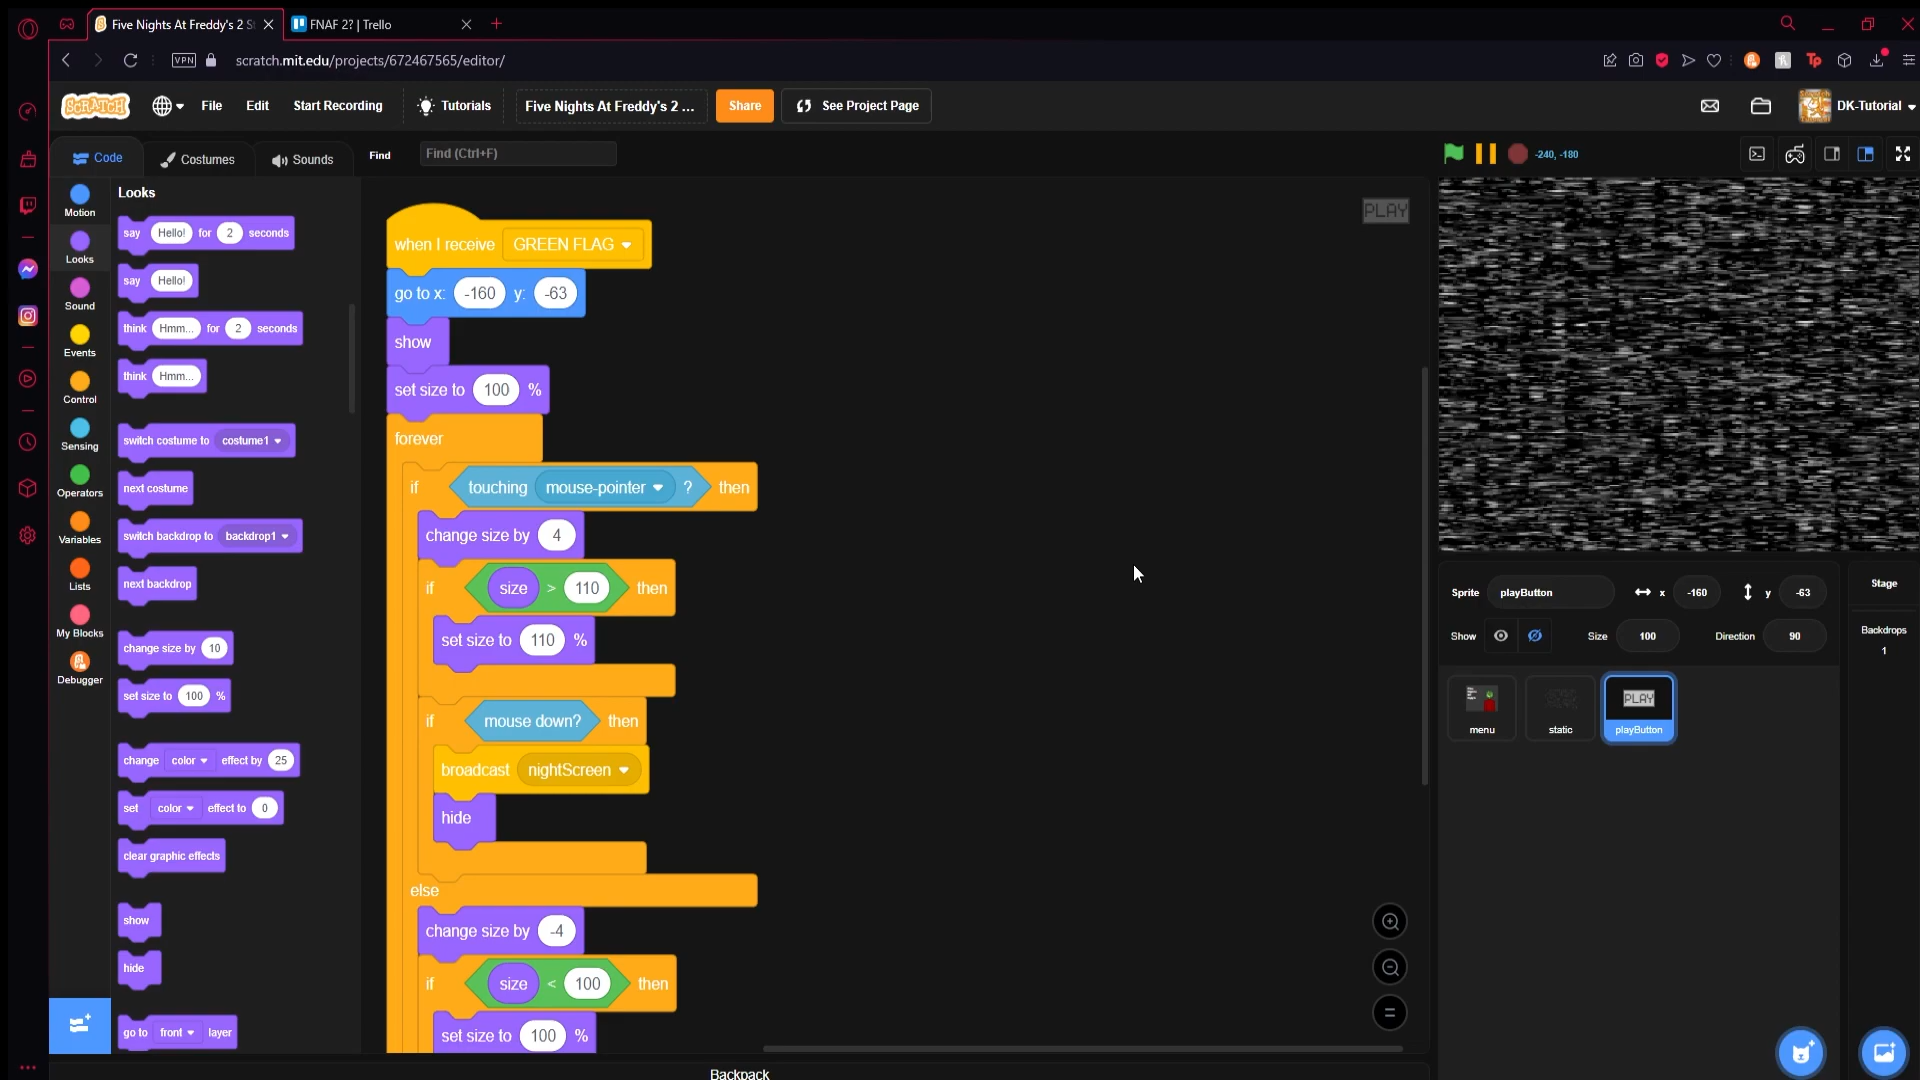 Five Nights At Freddy's 2 S
FNAF 2? | Trello
VPN
scratch.mit.edu/projects/672467565/editor/
Tp
SCRATCH
File
Edit
Start Recording
Tutorials
Five Nights At Freddy's 2 ...
Share
See Project Page
DK-Tutorial
Code
Costumes
Sounds
Find
Find (Ctrl+F)
-240, -180
Motion
Looks
Sound
Events
Control
Sensing
Operators
Variables
Lists
My Blocks
Debugger
Looks
say Hello! for 2 seconds
say Hello!
think Hmm... for 2 seconds
think Hmm...
switch costume to costume1
next costume
switch backdrop to backdrop1
next backdrop
change size by 10
set size to 100 %
change color effect by 25
set color effect to 0
clear graphic effects
show
hide
go to front layer
when I receive GREEN FLAG
go to x: -160 y: -63
show
set size to 100 %
forever
if touching mouse-pointer ? then
change size by 4
if size > 110 then
set size to 110 %
if mouse down? then
broadcast nightScreen
hide
else
change size by -4
if size < 100 then
set size to 100 %
PLAY
Backpack
Sprite playButton x -160 y -63
Show Size 100 Direction 90
menu
static
PLAY
playButton
Stage
Backdrops
1